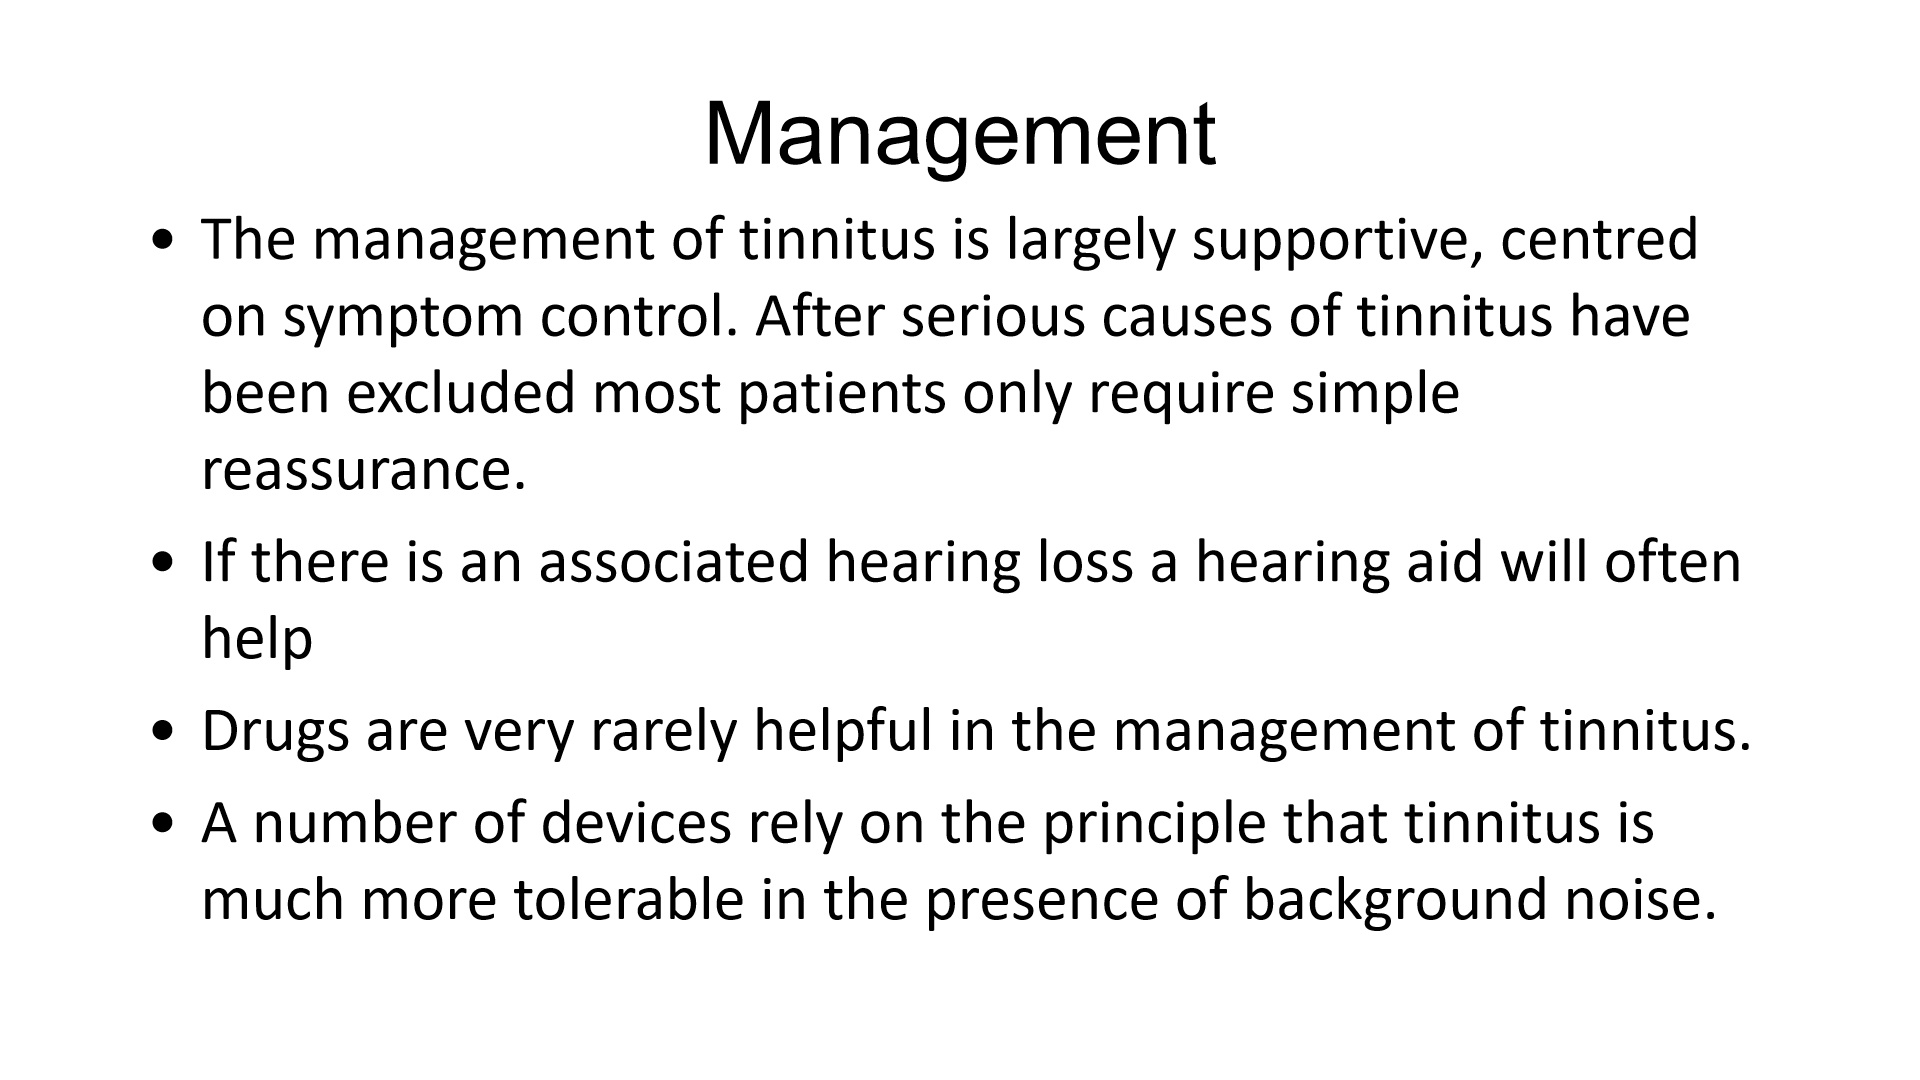 Management
• The management of tinnitus is largely supportive, centred
on symptom control. After serious causes of tinnitus have
been excluded most patients only require simple
reassurance.
• If there is an associated hearing loss a hearing aid will often
help
• Drugs are very rarely helpful in the management of tinnitus.
• A number of devices rely on the principle that tinnitus is
much more tolerable in the presence of background noise.